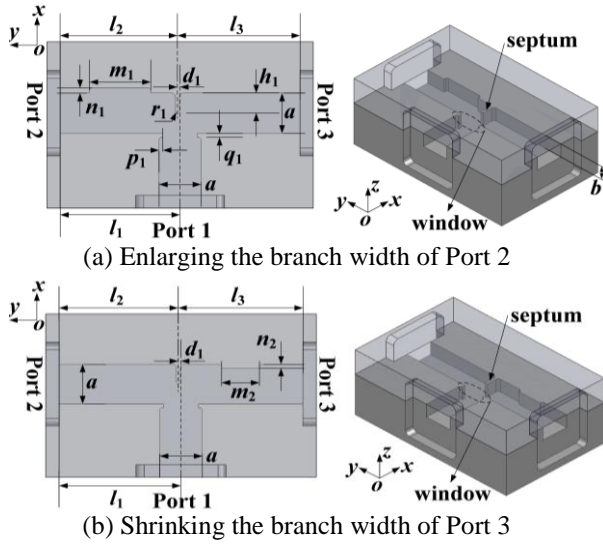 x
y
o
l2
l3
m1
d1
h1
n1
r1
a
Port 2
Port 3
p1
q1
a
l1
Port 1
septum
b
z
y
x
o
window
(a) Enlarging the branch width of Port 2
x
y
o
l2
l3
d1
n2
Port 2
a
m2
Port 3
a
l1
Port 1
septum
z
y
x
o
window
(b) Shrinking the branch width of Port 3